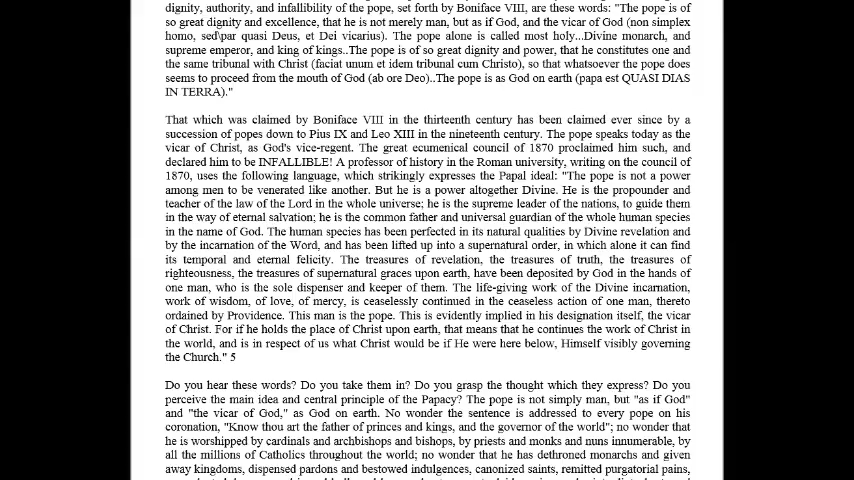 dignity, authority, and infallibility of the pope, set forth by Boniface VIII, are these words: "The pope is of
so great dignity and excellence, that he is not merely man, but as if God, and the vicar of God (non simplex
homo, sed\par quasi Deus, et Dei vicarius). The pope alone is called most holy...Divine monarch, and
supreme emperor, and king of kings..The pope is of so great dignity and power, that he constitutes one and
the same tribunal with Christ (faciat unum et idem tribunal cum Christo), so that whatsoever the pope does
seems to proceed from the mouth of God (ab ore Deo)..The pope is as God on earth (papa est QUASI DIAS
IN TERRA)."
That which was claimed by Boniface VIII in the thirteenth century has been claimed ever since by a
succession of popes down to Pius IX and Leo XIII in the nineteenth century. The pope speaks today as the
vicar of Christ, as God's vice-regent. The great ecumenical council of 1870 proclaimed him such, and
declared him to be INFALLIBLE! A professor of history in the Roman university, writing on the council of
1870, uses the following language, which strikingly expresses the Papal ideal: "The pope is not a power
among men to be venerated like another. But he is a power altogether Divine. He is the propounder and
teacher of the law of the Lord in the whole universe; he is the supreme leader of the nations, to guide them
in the way of eternal salvation; he is the common father and universal guardian of the whole human species
in the name of God. The human species has been perfected in its natural qualities by Divine revelation and
by the incarnation of the Word, and has been lifted up into a supernatural order, in which alone it can find
its temporal and eternal felicity. The treasures of revelation, the treasures of truth, the treasures of
righteousness, the treasures of supernatural graces upon earth, have been deposited by God in the hands of
one man, who is the sole dispenser and keeper of them. The life-giving work of the Divine incarnation,
work of wisdom, of love, of mercy, is ceaselessly continued in the ceaseless action of one man, thereto
ordained by Providence. This man is the pope. This is evidently implied in his designation itself, the vicar
of Christ. For if he holds the place of Christ upon earth, that means that he continues the work of Christ in
the world, and is in respect of us what Christ would be if He were here below, Himself visibly governing
the Church." 5
Do you hear these words? Do you take them in? Do you grasp the thought which they express? Do you
perceive the main idea and central principle of the Papacy? The pope is not simply man, but "as if God"
and "the vicar of God," as God on earth. No wonder the sentence is addressed to every pope on his
coronation, "Know thou art the father of princes and kings, and the governor of the world"; no wonder that
he is worshipped by cardinals and archbishops and bishops, by priests and monks and nuns innumerable, by
all the millions of Catholics throughout the world; no wonder that he has dethroned monarchs and given
away kingdoms, dispensed pardons and bestowed indulgences, canonized saints, remitted purgatorial pains,